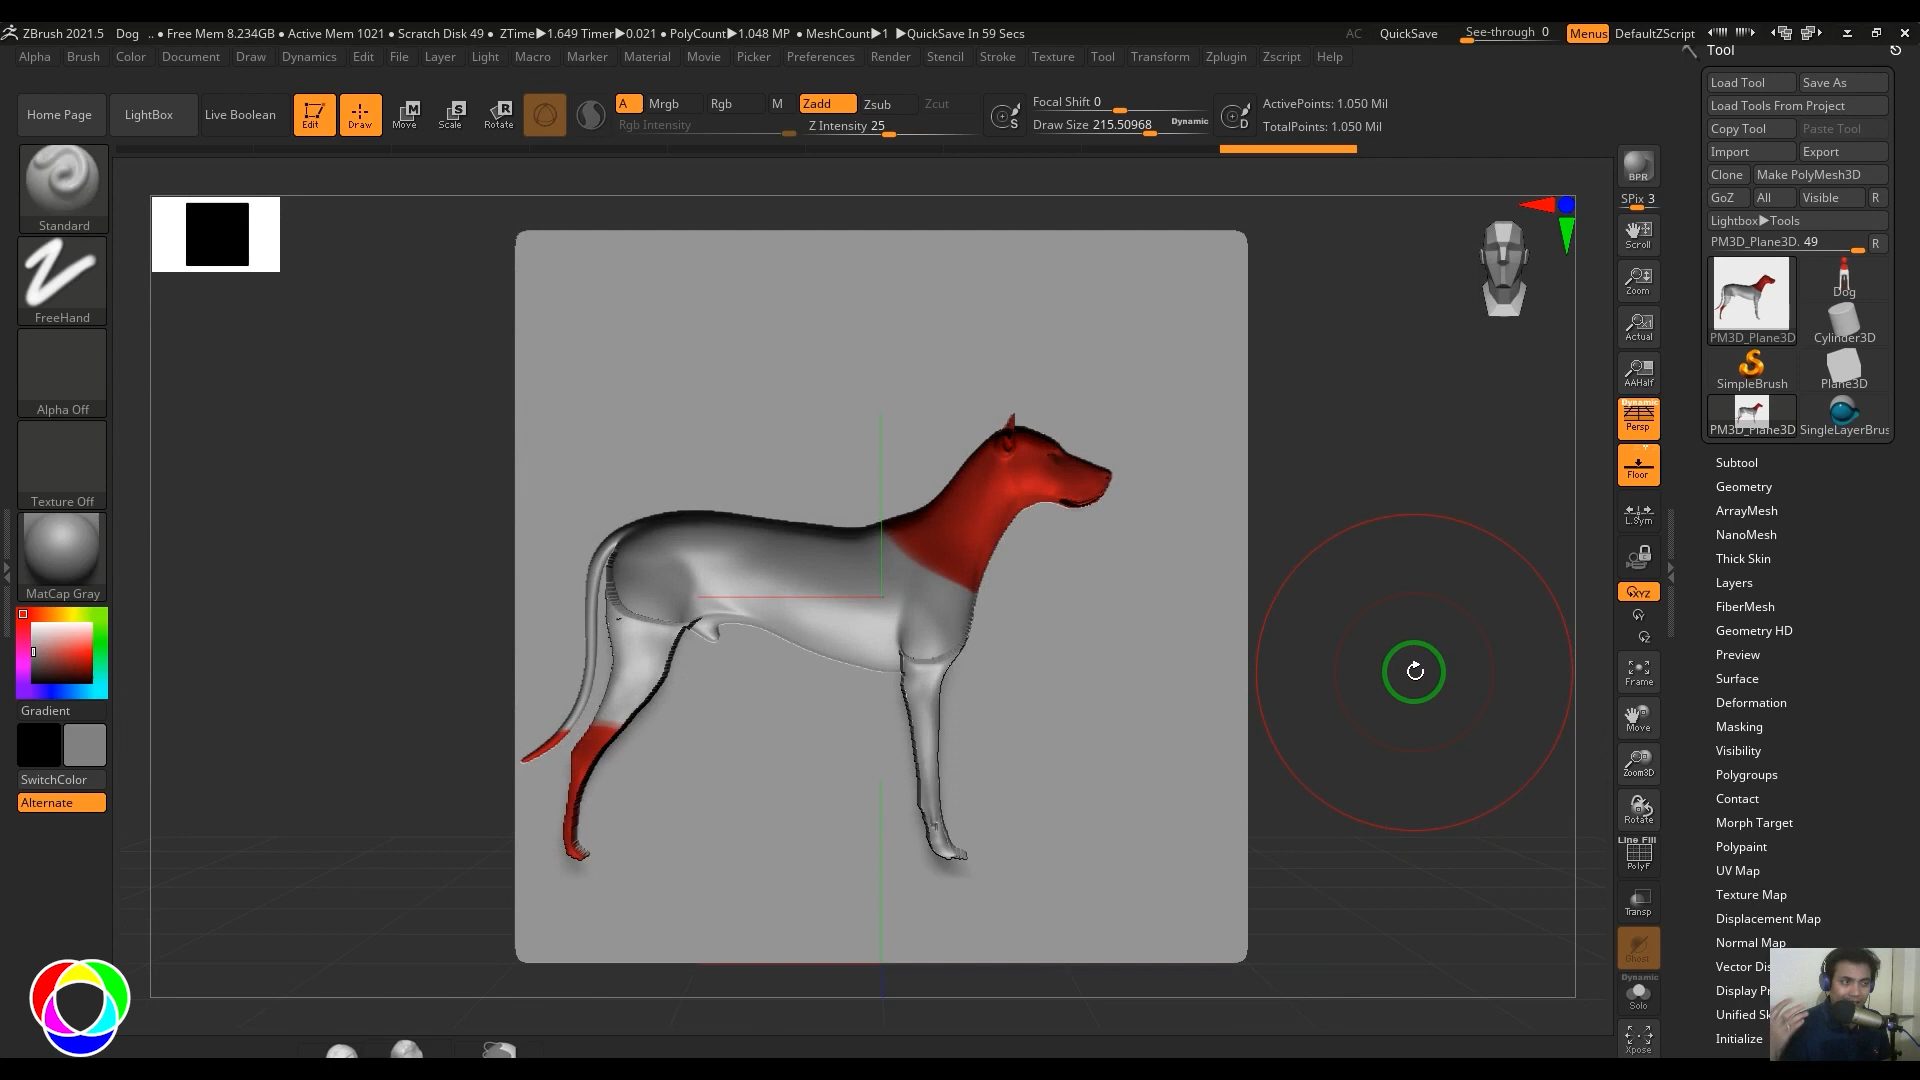 ZBrush 2021.5 Dog .. • Free Mem 8.234GB • Active Mem 1021 • Scratch Disk 49 • ZTime▶1.649 Timer▶0.021 • PolyCount▶1.048 MP • MeshCount▶1 ▶QuickSave In 59 Secs AC QuickSave See-through 0 Menus DefaultZScript
Alpha Brush Color Document Draw Dynamics Edit File Layer Light Macro Marker Material Movie Picker Preferences Render Stencil Stroke Texture Tool Transform Zplugin Zscript Help
Home Page LightBox Live Boolean Edit Draw Move Scale Rotate
A Mrgb Rgb M Zadd Zsub Zcut
Rgb Intensity Z Intensity 25
S Focal Shift 0
Draw Size 215.50968 Dynamic
D ActivePoints: 1.050 Mil
TotalPoints: 1.050 Mil
Standard
FreeHand
Alpha Off
Texture Off
MatCap Gray
Gradient
SwitchColor
Alternate
BPR
SPix 3
Scroll
Zoom
Actual
AAHalf
Dynamic
Persp
Floor
L.Sym
XYZ
Y
Z
Frame
Move
Zoom3D
Rotate
Line Fill
PolyF
Transp
Ghost
Dynamic
Solo
Xpose
Tool
Load Tool Save As
Load Tools From Project
Copy Tool Paste Tool
Import Export
Clone Make PolyMesh3D
GoZ All Visible R
Lightbox▶Tools
PM3D_Plane3D. 49 R
PM3D_Plane3D Dog
Cylinder3D
SimpleBrush Plane3D
PM3D_Plane3D SingleLayerBrus
Subtool
Geometry
ArrayMesh
NanoMesh
Thick Skin
Layers
FiberMesh
Geometry HD
Preview
Surface
Deformation
Masking
Visibility
Polygroups
Contact
Morph Target
Polypaint
UV Map
Texture Map
Displacement Map
Normal Map
Vector Dis
Display Pr
Unified Sk
Initialize